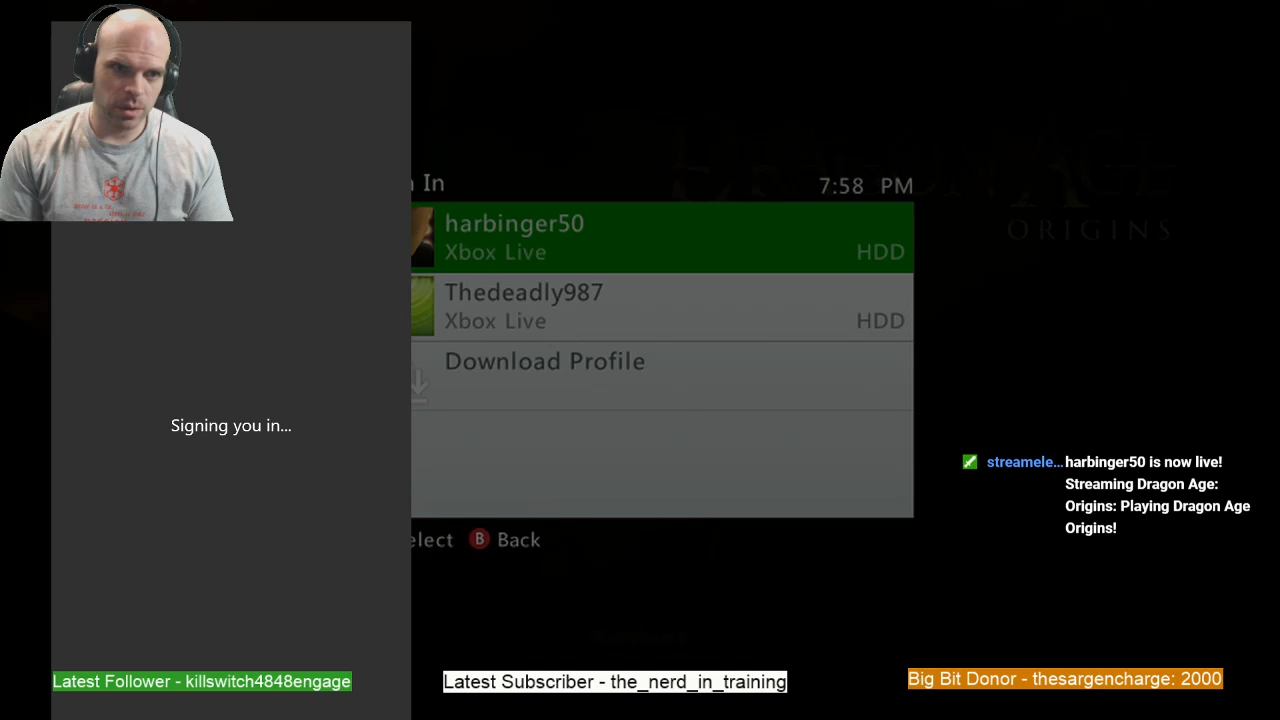 n In
7:58 PM
harbinger50
Xbox Live HDD
Thedeadly987
Xbox Live HDD
Download Profile
Signing you in...
elect B Back
ORIGINS
streamele... harbinger50 is now live!
Streaming Dragon Age:
Origins: Playing Dragon Age
Origins!
Latest Follower - killswitch4848engage
Latest Subscriber - the_nerd_in_training
Big Bit Donor - thesargencharge: 2000